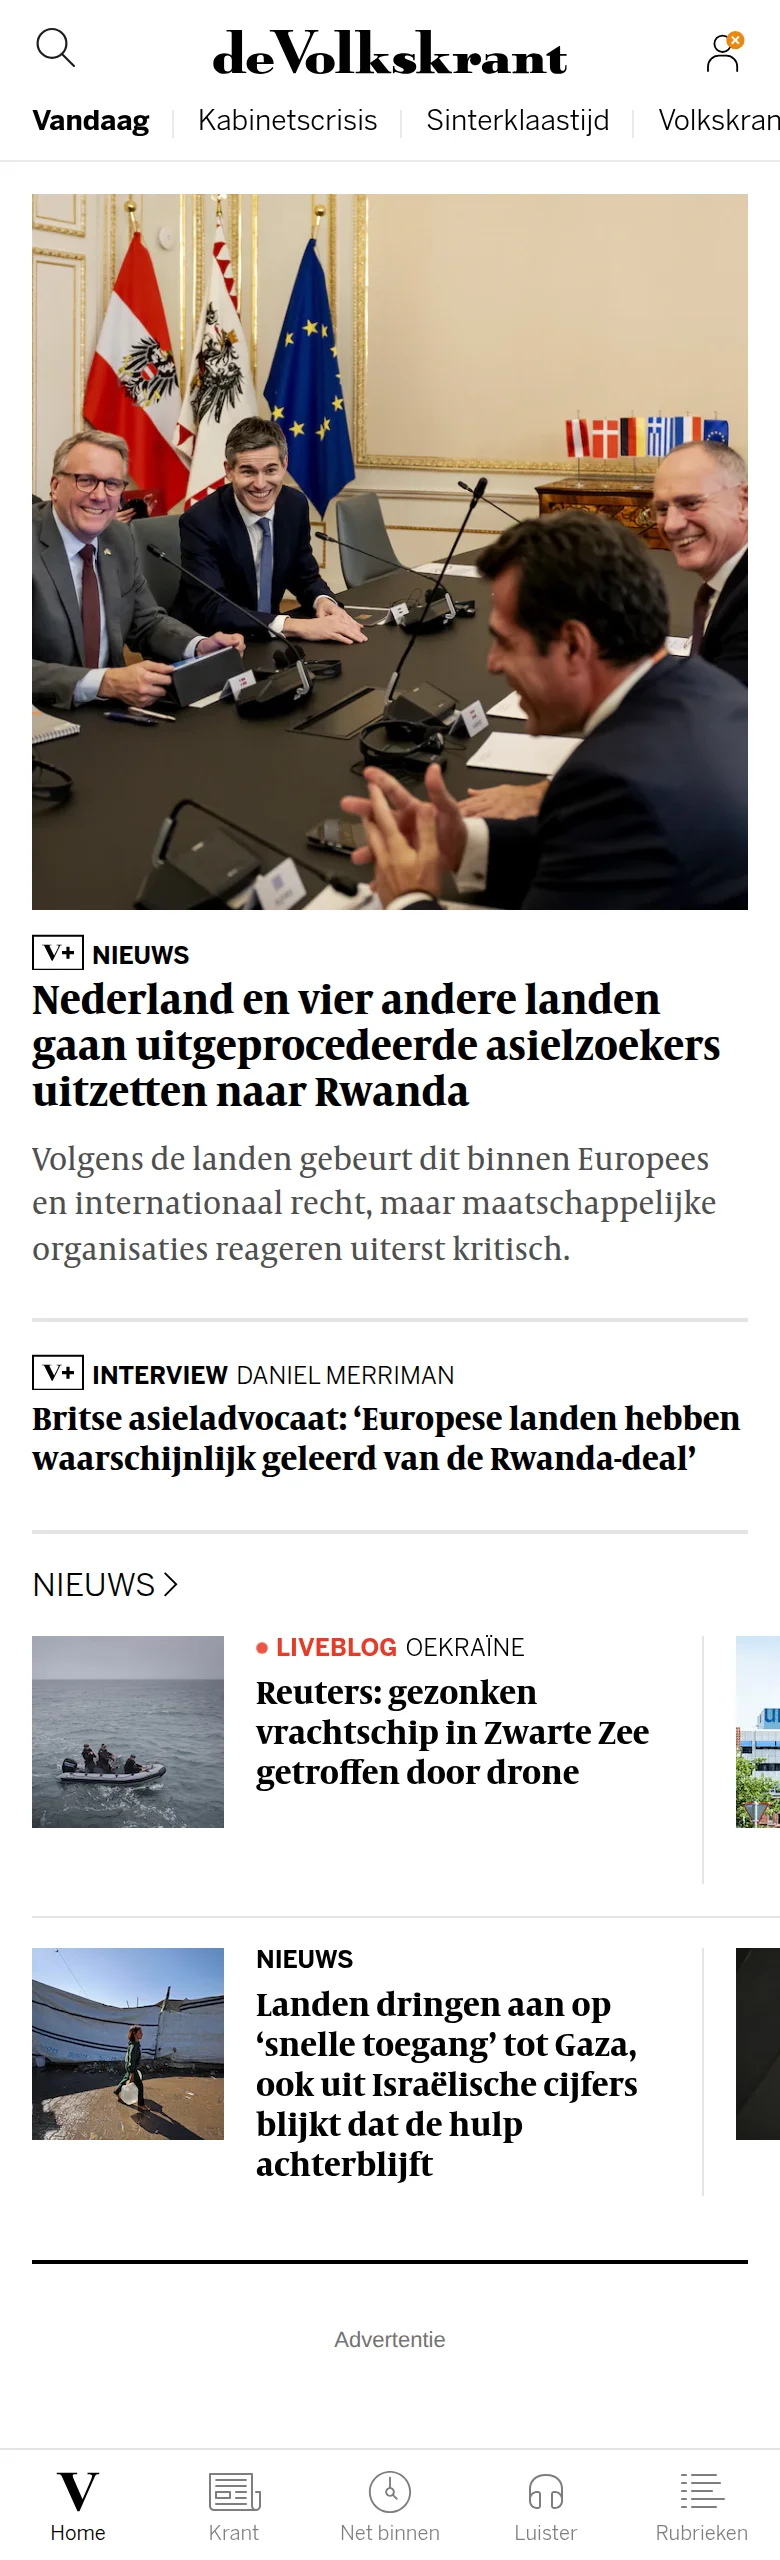 deVolkskrant
Vandaag
Kabinetscrisis
Sinterklaastijd
Volkskran
V+ NIEUWS
Nederland en vier andere landen
gaan uitgeprocedeerde asielzoekers
uitzetten naar Rwanda
Volgens de landen gebeurt dit binnen Europees
en internationaal recht, maar maatschappelijke
organisaties reageren uiterst kritisch.
V+ INTERVIEW DANIEL MERRIMAN
Britse asieladvocaat: ‘Europese landen hebben
waarschijnlijk geleerd van de Rwanda-deal’
NIEUWS
LIVEBLOG OEKRAÏNE
Reuters: gezonken
vrachtschip in Zwarte Zee
getroffen door drone
NIEUWS
Landen dringen aan op
‘snelle toegang’ tot Gaza,
ook uit Israëlische cijfers
blijkt dat de hulp
achterblijft
Advertentie
V
Home
Krant
Net binnen
Luister
Rubrieken